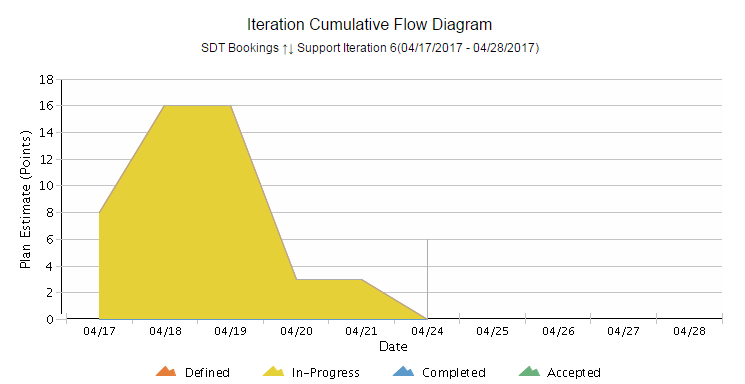 Iteration Cumulative Flow Diagram
SDT Bookings ↑↓ Support Iteration 6(04/17/2017 - 04/28/2017)
18
16
14
12
10
8
6
4
2
0
Plan Estimate (Points)
04/17 04/18 04/19 04/20 04/21 04/24 04/25 04/26 04/27 04/28
Date
Defined In-Progress Completed Accepted